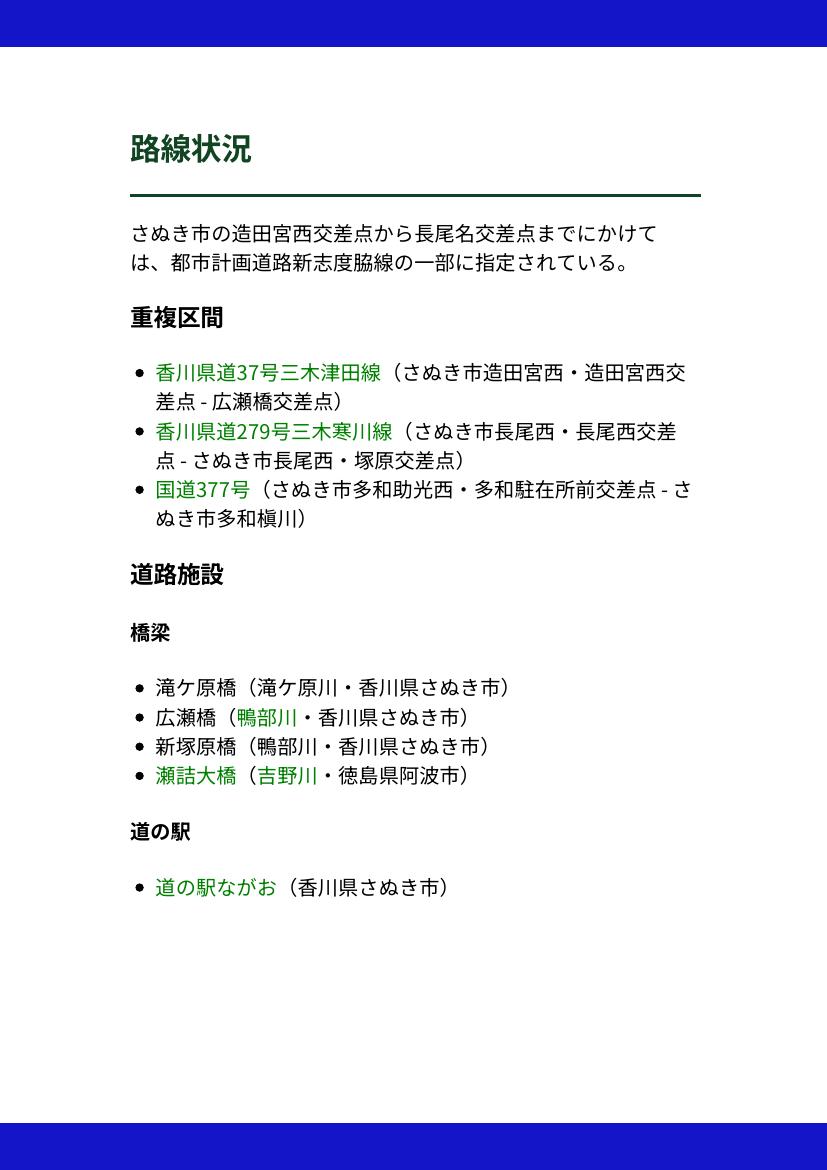 路線状況
さぬき市の造田宮西交差点から長尾名交差点までにかけて
は、都市計画道路新志度脇線の一部に指定されている。
重複区間
• 香川県道37号三木津田線（さぬき市造田宮西・造田宮西交
差点 - 広瀬橋交差点）
• 香川県道279号三木寒川線（さぬき市長尾西・長尾西交差
点 - さぬき市長尾西・塚原交差点）
• 国道377号（さぬき市多和助光西・多和駐在所前交差点 - さ
ぬき市多和槇川）
道路施設
橋梁
• 滝ケ原橋（滝ケ原川・香川県さぬき市）
• 広瀬橋（鴨部川・香川県さぬき市）
• 新塚原橋（鴨部川・香川県さぬき市）
• 瀬詰大橋（吉野川・徳島県阿波市）
道の駅
• 道の駅ながお（香川県さぬき市）